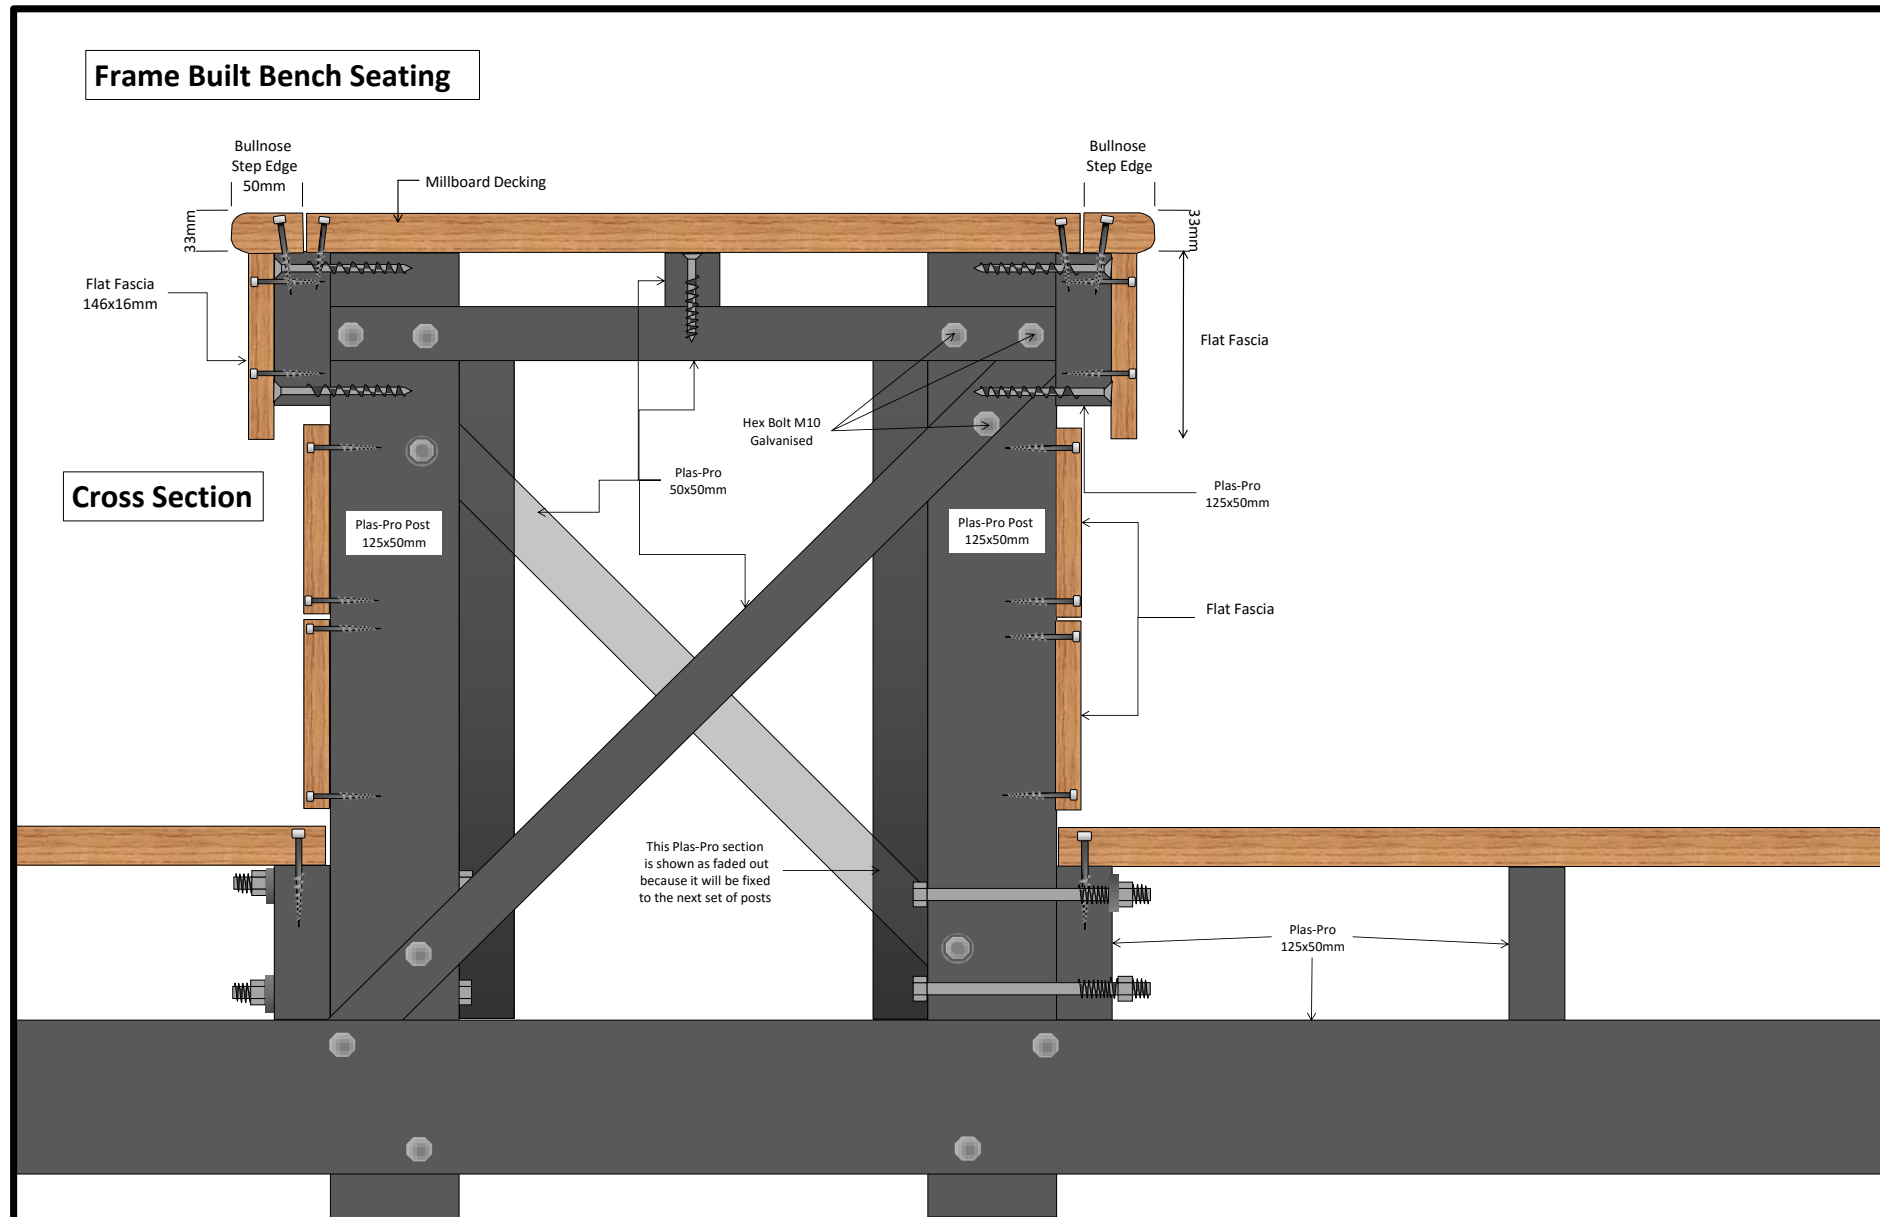 Frame Built Bench Seating
Bullnose
Step Edge
50mm
Bullnose
Step Edge
Millboard Decking
33mm
33mm
Flat Fascia
146x16mm
Flat Fascia
Hex Bolt M10
Galvanised
Cross Section
Plas-Pro
50x50mm
Plas-Pro
125x50mm
Plas-Pro Post
125x50mm
Plas-Pro Post
125x50mm
Flat Fascia
This Plas-Pro section
is shown as faded out
because it will be fixed
to the next set of posts
Plas-Pro
125x50mm